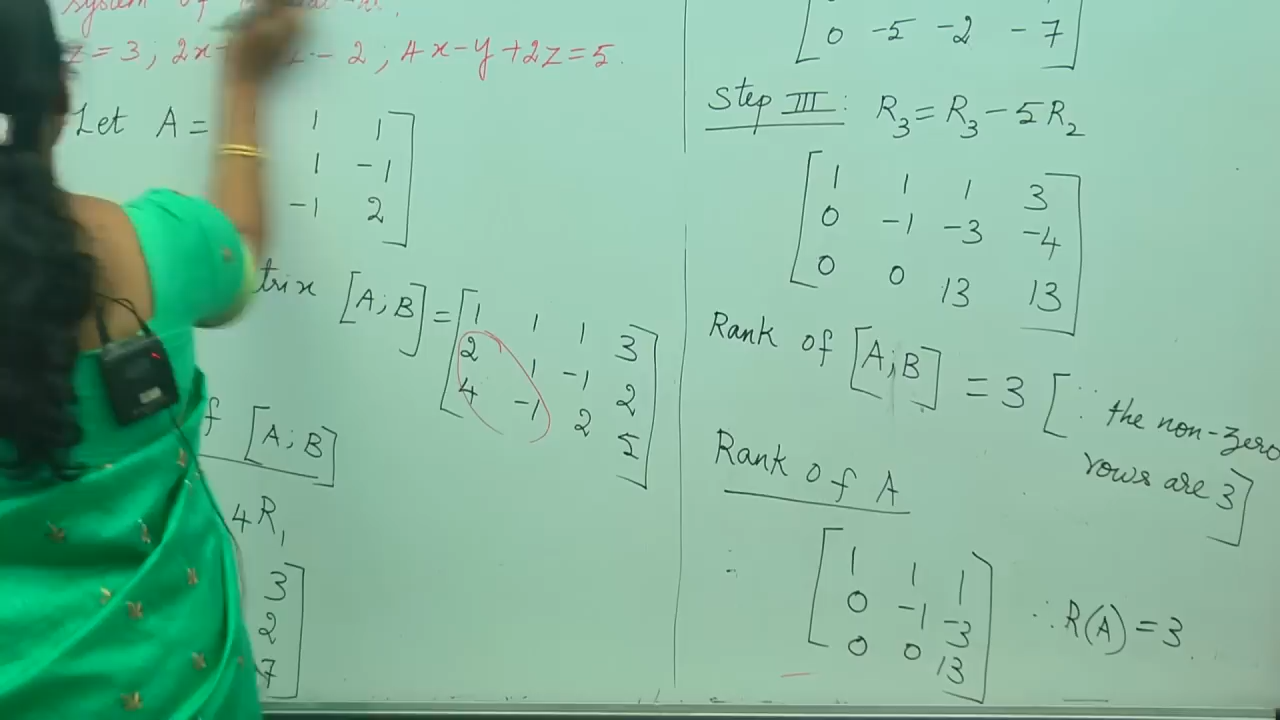 system of
z = 3 ; 2x - 2 ; 4x - y + 2z = 5.
Let A =
1 1
1 -1
-1 2
trix [A ; B] =
1 1 1 3
2 1 -1 2
4 -1 2 5
f [A ; B]
4R₁
3
2
7
0 -5 -2 -7
Step III : R₃ = R₃ - 5R₂
1 1 1 3
0 -1 -3 -4
0 0 13 13
Rank of [A ; B] = 3 [∵ the non-zero
rows are 3]
Rank of A
∴
1 1 1
0 -1 -3
0 0 13
∴ R(A) = 3.